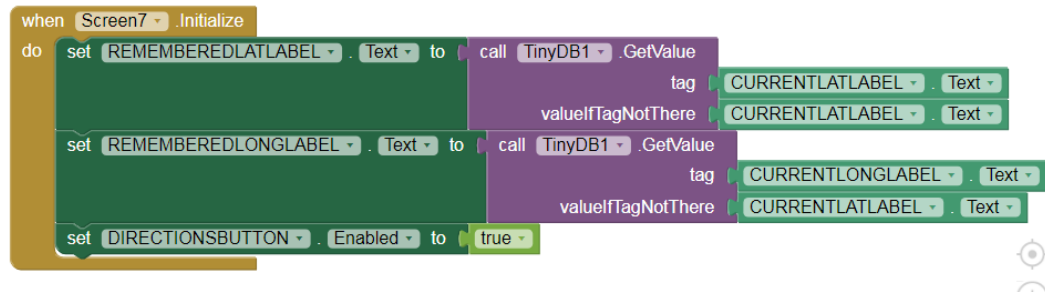 when Screen7 .Initialize
do set REMEMBEREDLATLABEL . Text to call TinyDB1 .GetValue
tag CURRENTLATLABEL . Text
valueIfTagNotThere CURRENTLATLABEL . Text
set REMEMBEREDLONGLABEL . Text to call TinyDB1 .GetValue
tag CURRENTLONGLABEL . Text
valueIfTagNotThere CURRENTLATLABEL . Text
set DIRECTIONSBUTTON . Enabled to true